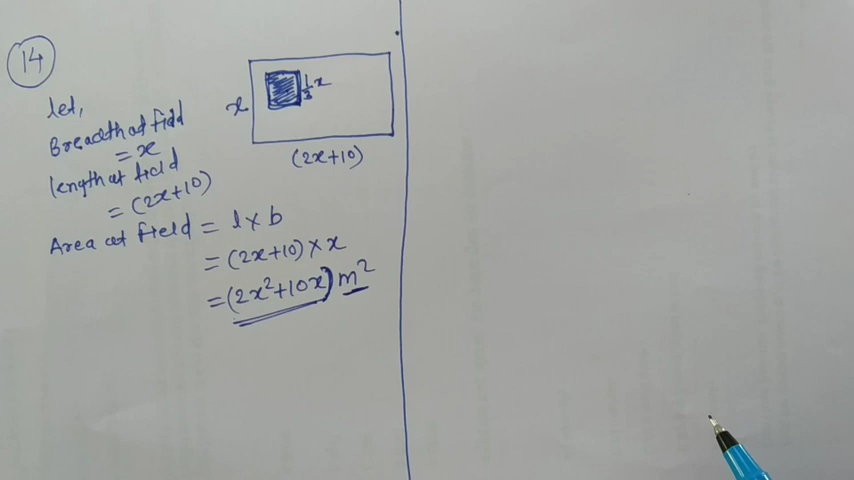 14
let,
Breadth of field
= x
length of field
= (2x+10)
x
1/3 x
(2x+10)
Area of field = l × b
= (2x+10) × x
= (2x²+10x) m²